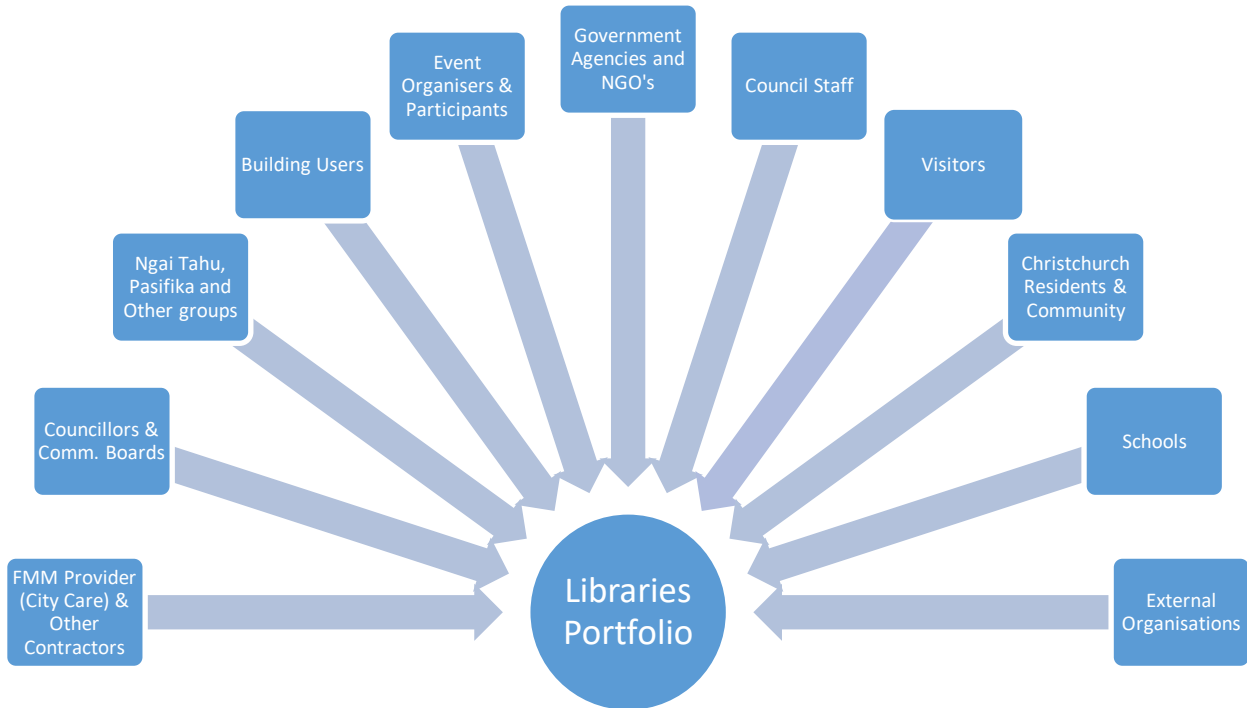 Government
Agencies and
NGO's
Event
Organisers &
Participants
Council Staff
Building Users
Visitors
Ngai Tahu,
Pasifika and
Other groups
Christchurch
Residents &
Community
Councillors &
Comm. Boards
Schools
FMM Provider
(City Care) &
Other
Contractors
External
Organisations
Libraries
Portfolio